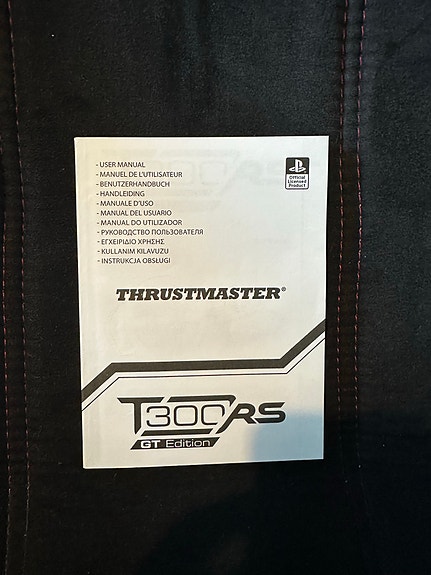 - USER MANUAL
- MANUEL DE L'UTILISATEUR
- BENUTZERHANDBUCH
- HANDLEIDING
- MANUALE D'USO
- MANUAL DEL USUARIO
- MANUAL DO UTILIZADOR
- РУКОВОДСТВО ПОЛЬЗОВАТЕЛЯ
- ΕΓΧΕΙΡΙΔΙΟ ΧΡΗΣΗΣ
- KULLANIM KILAVUZU
- INSTRUKCJA OBSŁUGI
Official
Licensed
Product
THRUSTMASTER®
T300RS
GT Edition